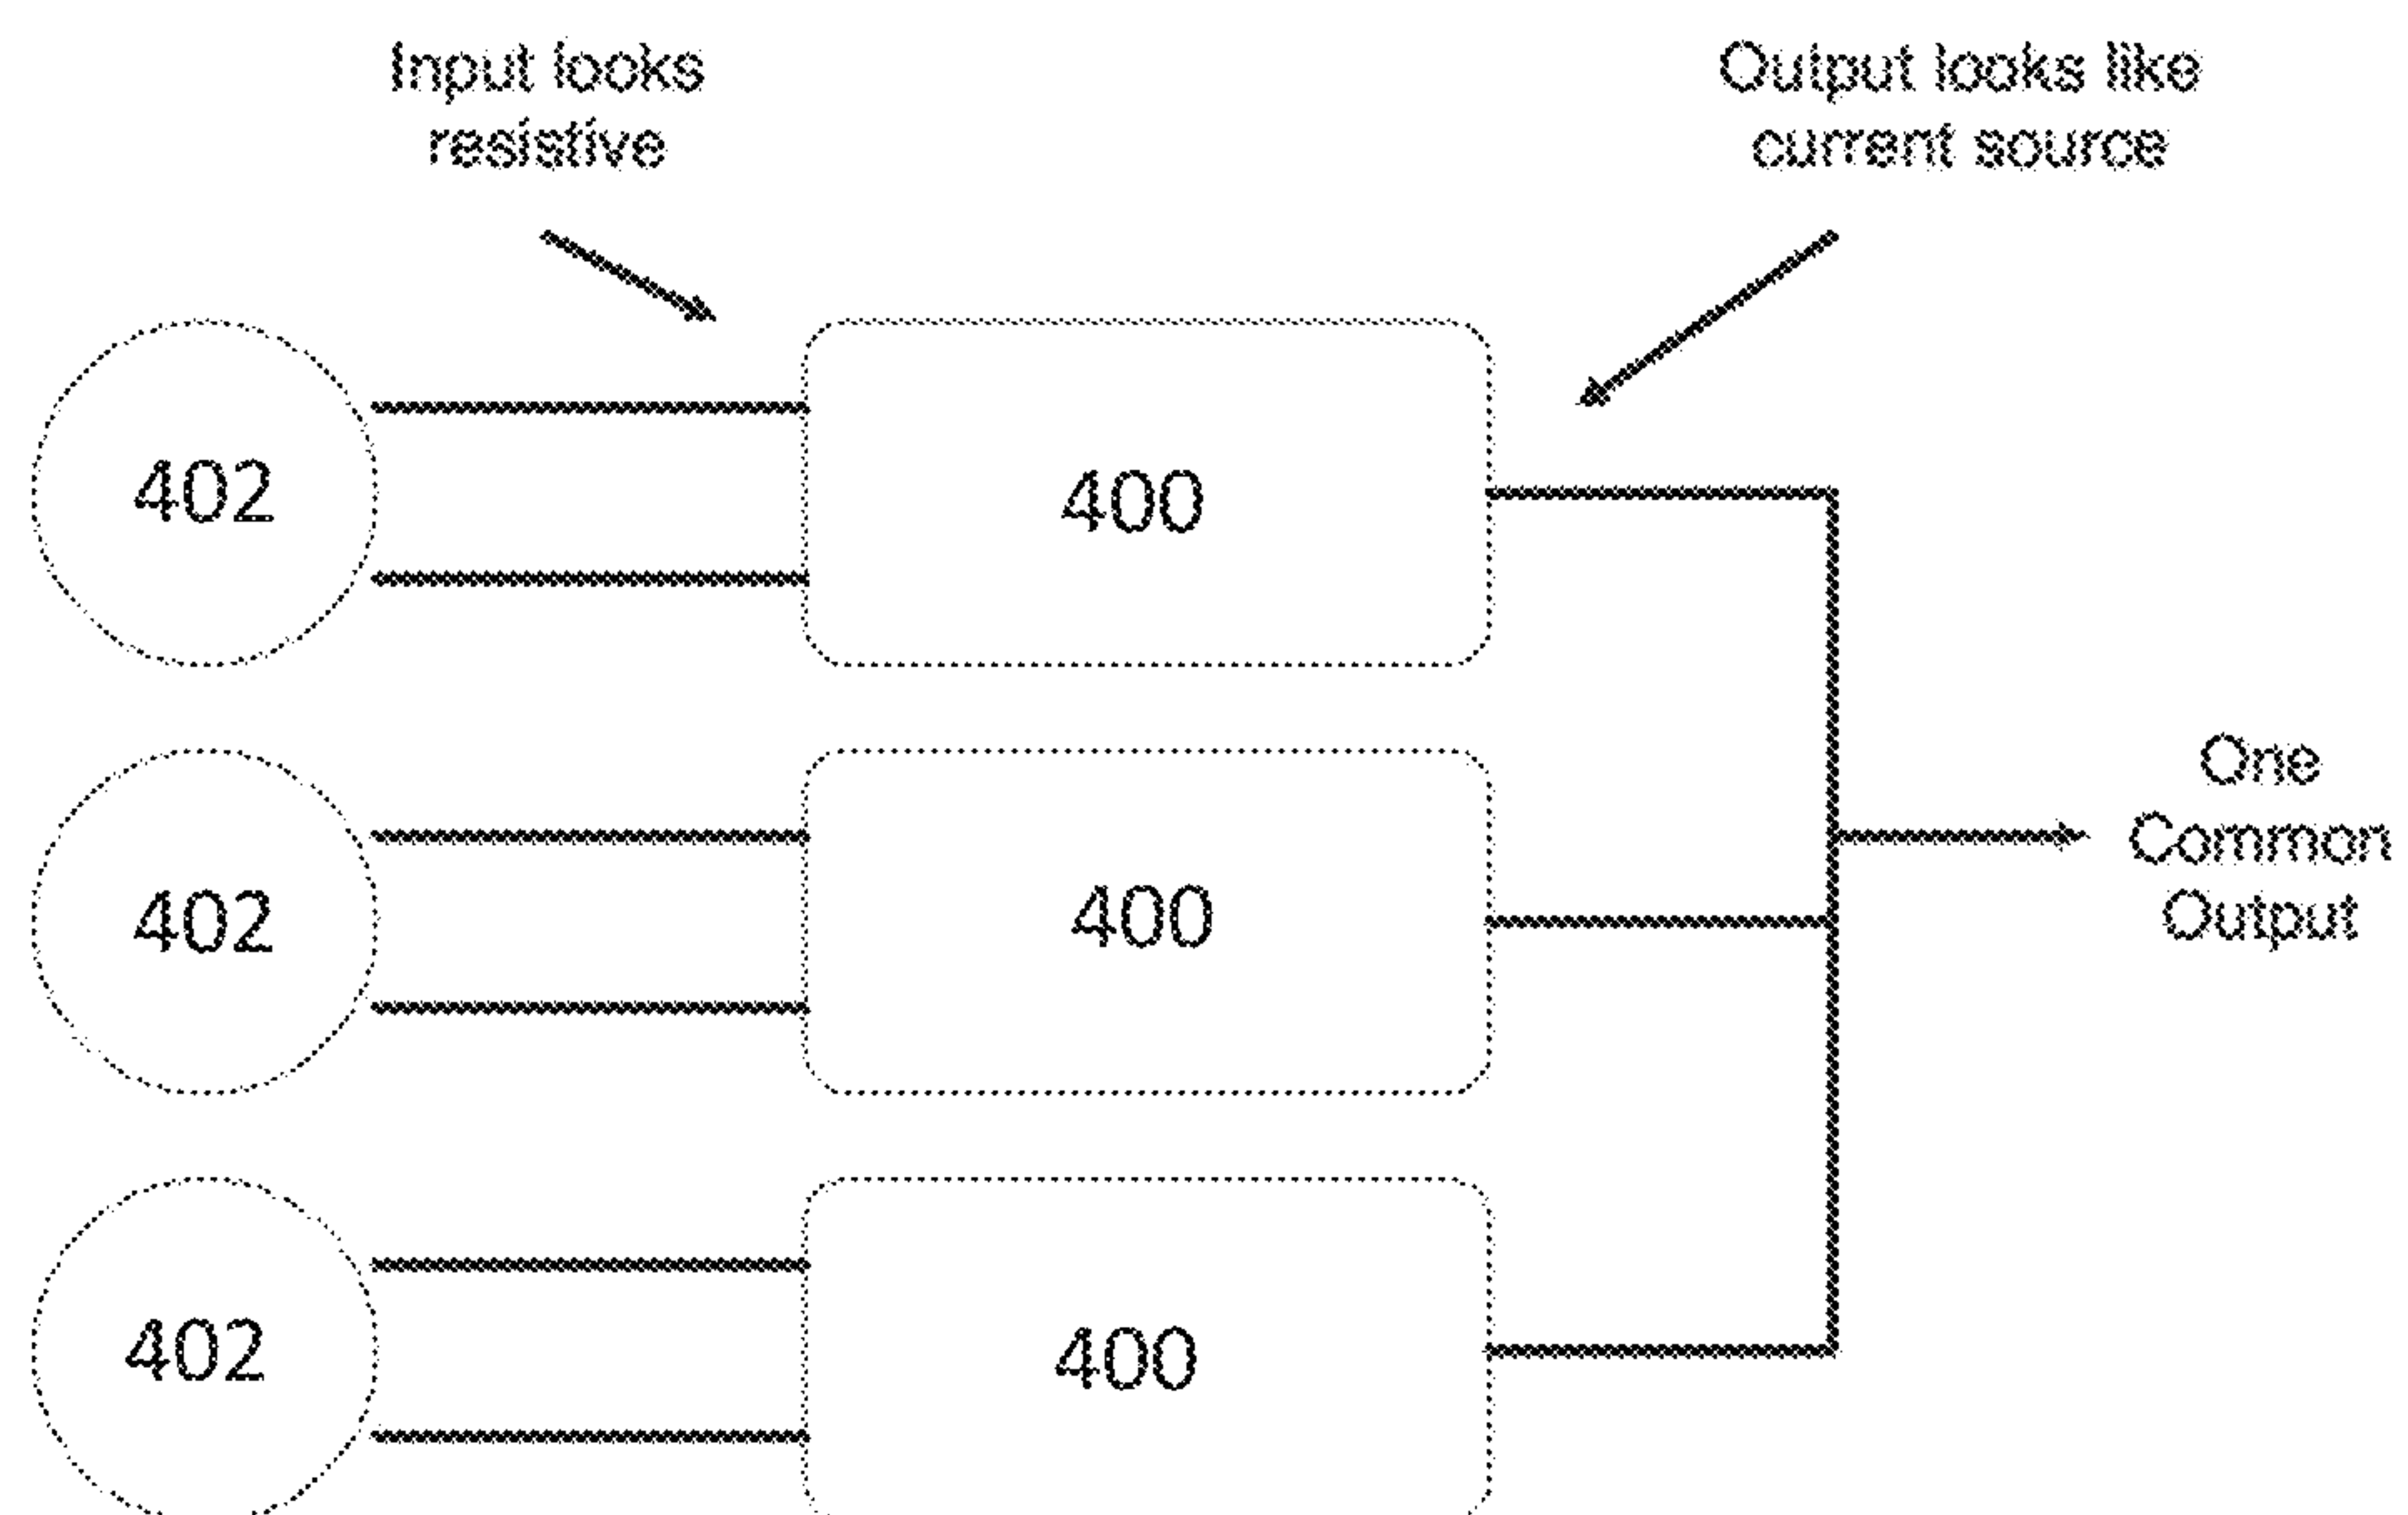 Input looks
resistive
Output looks like
current source
402
400
402
400
One
Common
Output
402
400